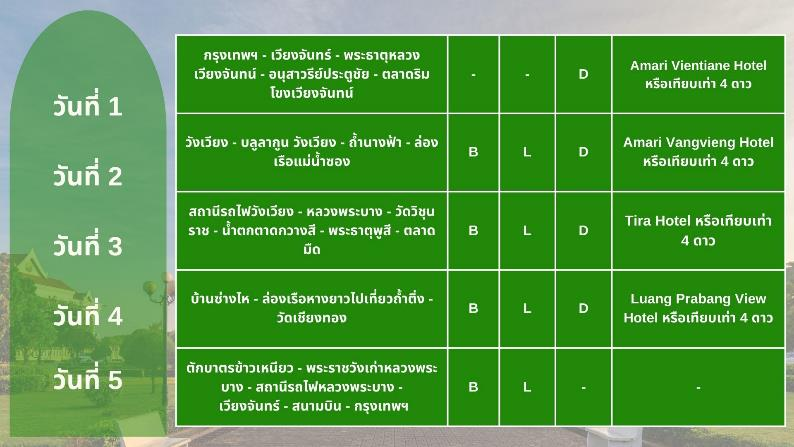 วันที่ 1
กรุงเทพฯ - เวียงจันทร์ - พระธาตุหลวง
เวียงจันทน์ - อนุสาวรีย์ประตูชัย - ตลาดริม
โขงเวียงจันทน์
-
-
D
Amari Vientiane Hotel
หรือเทียบเท่า 4 ดาว
วันที่ 2
วังเวียง - บลูลากูน วังเวียง - ถ้ำนางฟ้า - ล่อง
เรือแม่น้ำซอง
B
L
D
Amari Vangvieng Hotel
หรือเทียบเท่า 4 ดาว
วันที่ 3
สถานีรถไฟวังเวียง - หลวงพระบาง - วัดวิชุน
ราช - น้ำตกตาดกวางสี - พระธาตุพูสี - ตลาด
มืด
B
L
D
Tira Hotel หรือเทียบเท่า
4 ดาว
วันที่ 4
บ้านช่างไห - ล่องเรือหางยาวไปเที่ยวถ้ำติ่ง -
วัดเชียงทอง
B
L
D
Luang Prabang View
Hotel หรือเทียบเท่า 4 ดาว
วันที่ 5
ตักบาตรข้าวเหนียว - พระราชวังเก่าหลวงพระ
บาง - สถานีรถไฟหลวงพระบาง -
เวียงจันทร์ - สนามบิน - กรุงเทพฯ
B
L
-
-